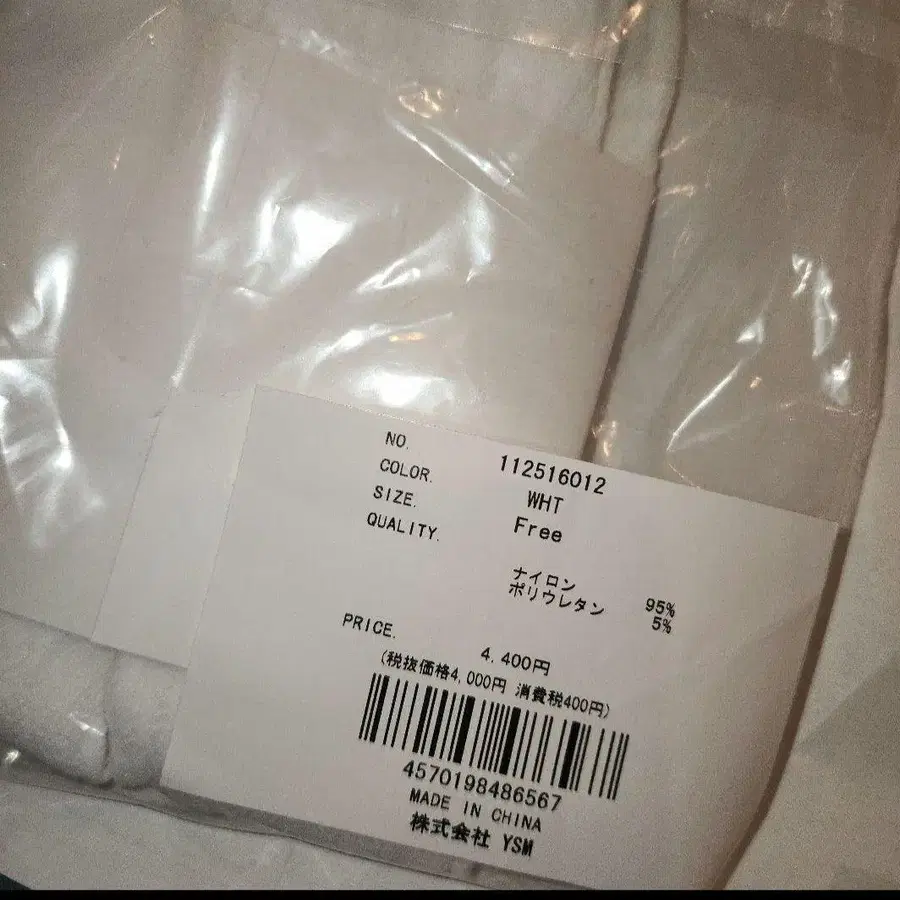 NO. 112516012
COLOR. WHT
SIZE. Free
QUALITY.
ナイロン 95%
ポリウレタン 5%
PRICE.
4,400円
(税抜価格4,000円 消費税400円)
4570198486567
MADE IN CHINA
株式会社 YSM